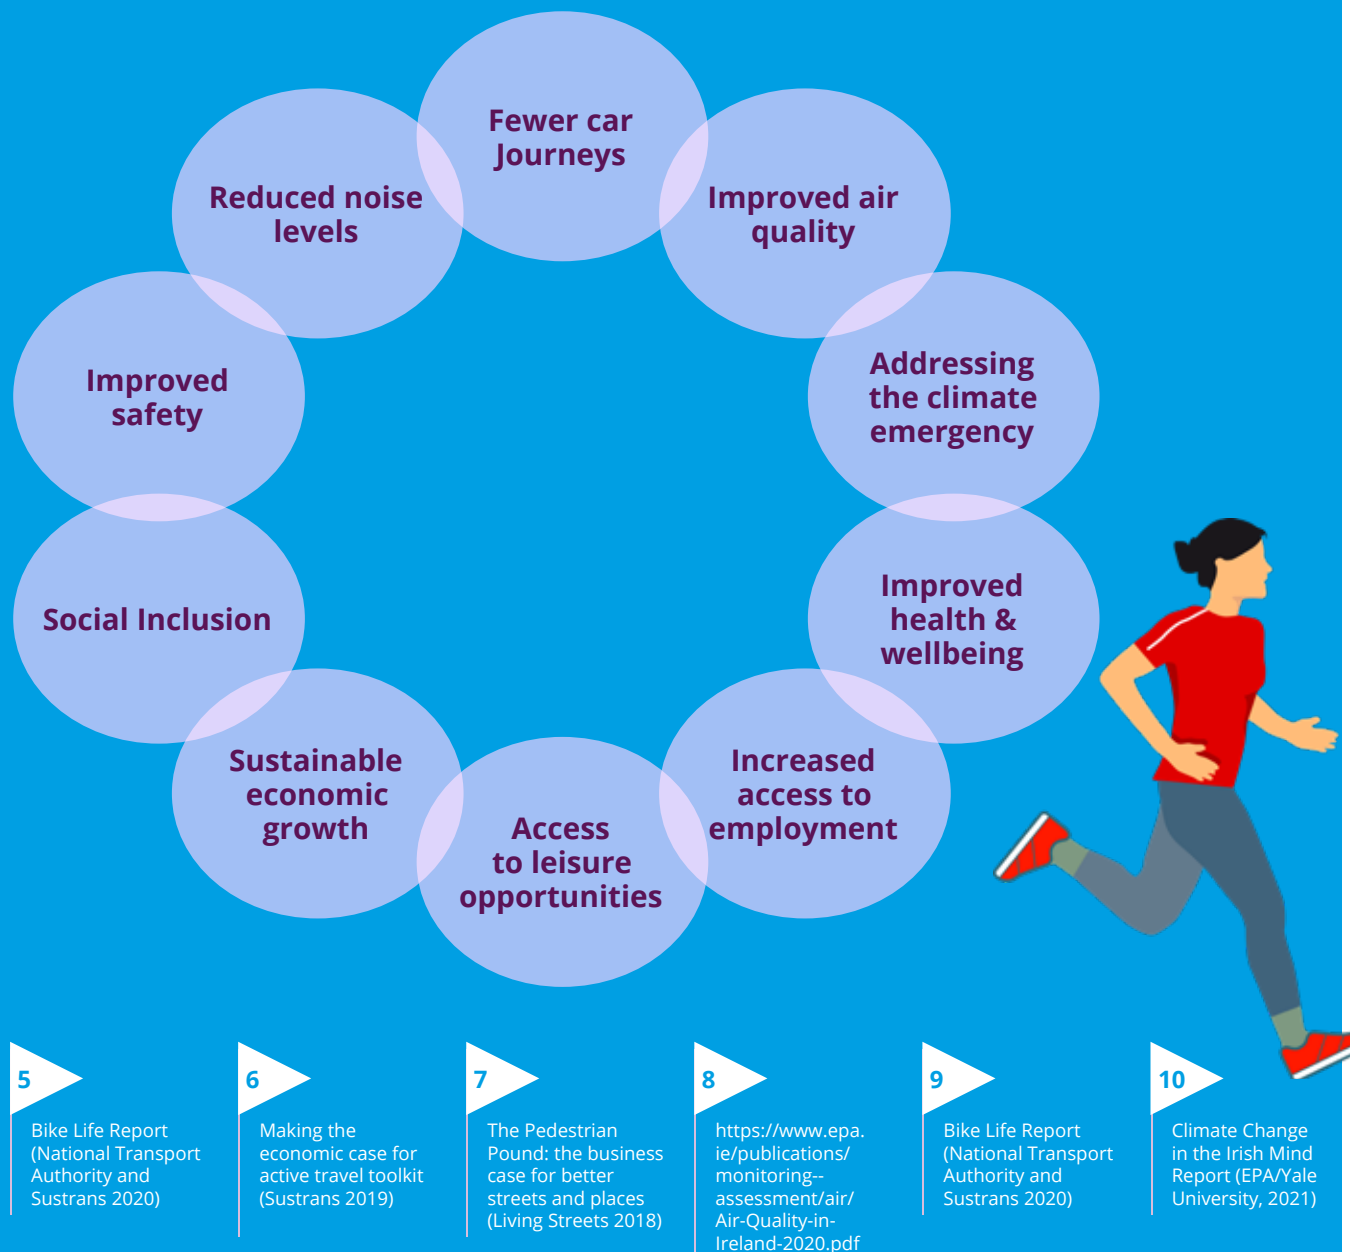 Fewer car
Journeys
Reduced noise
levels
Improved air
quality
Improved
safety
Addressing
the climate
emergency
Social Inclusion
Improved
health &
wellbeing
Sustainable
economic
growth
Access
to leisure
opportunities
Increased
access to
employment
5
Bike Life Report
(National Transport
Authority and
Sustrans 2020)
6
Making the
economic case for
active travel toolkit
(Sustrans 2019)
7
The Pedestrian
Pound: the business
case for better
streets and places
(Living Streets 2018)
8
https://www.epa.
ie/publications/
monitoring--
assessment/air/
Air-Quality-in-
Ireland-2020.pdf
9
Bike Life Report
(National Transport
Authority and
Sustrans 2020)
10
Climate Change
in the Irish Mind
Report (EPA/Yale
University, 2021)